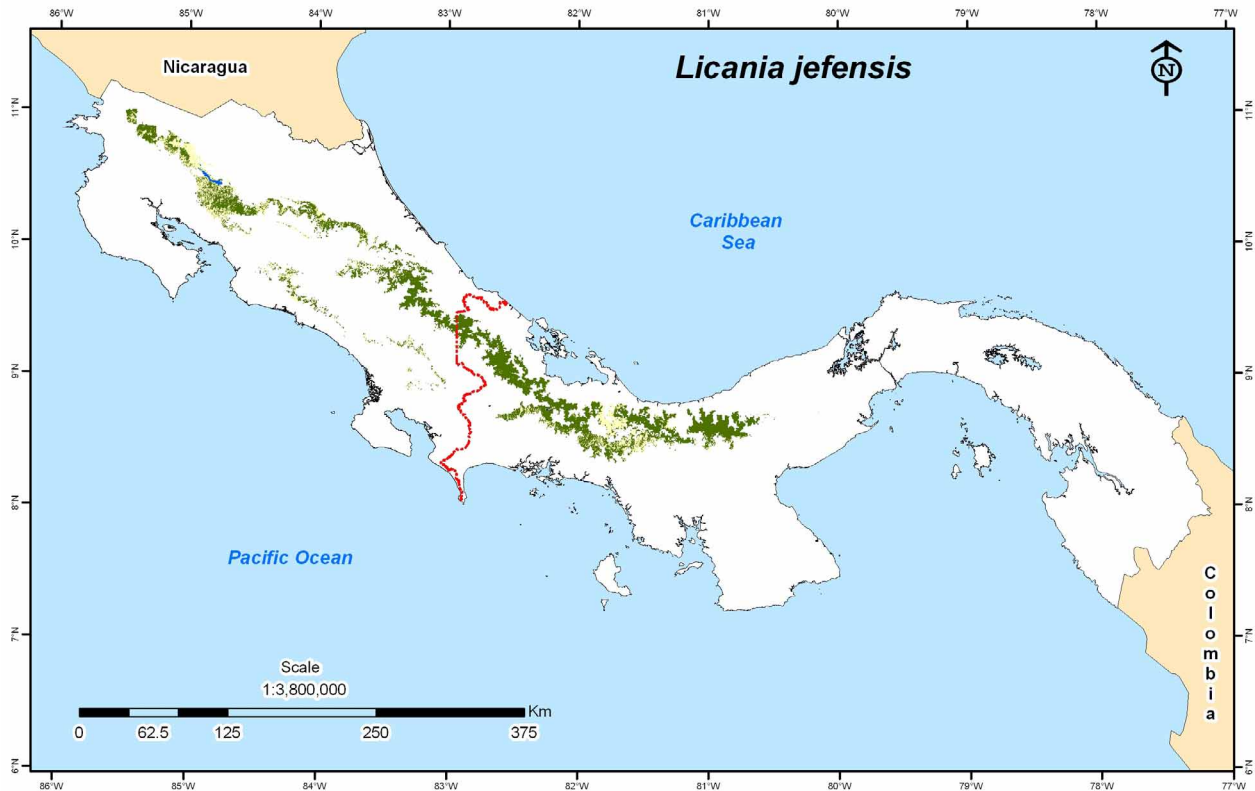 86°W 85°W 84°W 83°W 82°W 81°W 80°W 79°W 78°W 77°W
Nicaragua
Licania jefensis
N
11°N 11°N
Caribbean
Sea
10°N 10°N
9°N 9°N
8°N 8°N
Pacific Ocean
Colombia
7°N 7°N
Scale
1:3,800,000
Km
0 62.5 125 250 375
6°N 6°N
86°W 85°W 84°W 83°W 82°W 81°W 80°W 79°W 78°W 77°W